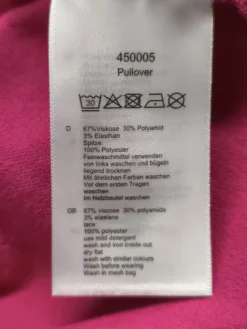 450005
Pullover
30
D 67%Viskose 30% Polyamid
3% Elasthan
Spitze:
100% Polyester
Feinwaschmittel verwenden
von links waschen und bügeln
liegend trocknen
Mit ähnlichen Farben waschen
Vor dem ersten Tragen
waschen
Im Netzbeutel waschen
GB 67% viscose 30% polyamide
3% elastane
lace
100% polyester
use mild detergent
wash and iron inside out
dry flat
wash with similar colours
Wash before wearing
Wash in mesh bag